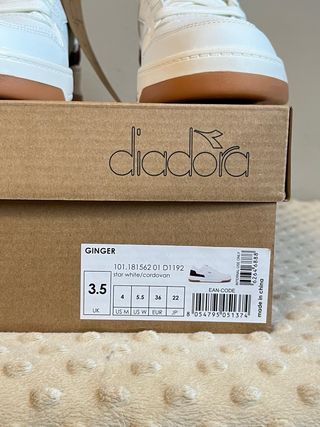 diadora
GINGER
101.181562 01 D1192
star white/cordovan
3.5
UK
4 5.5 36 22
US M US W EUR JP
EAN-CODE
8 054795 051374
made in china